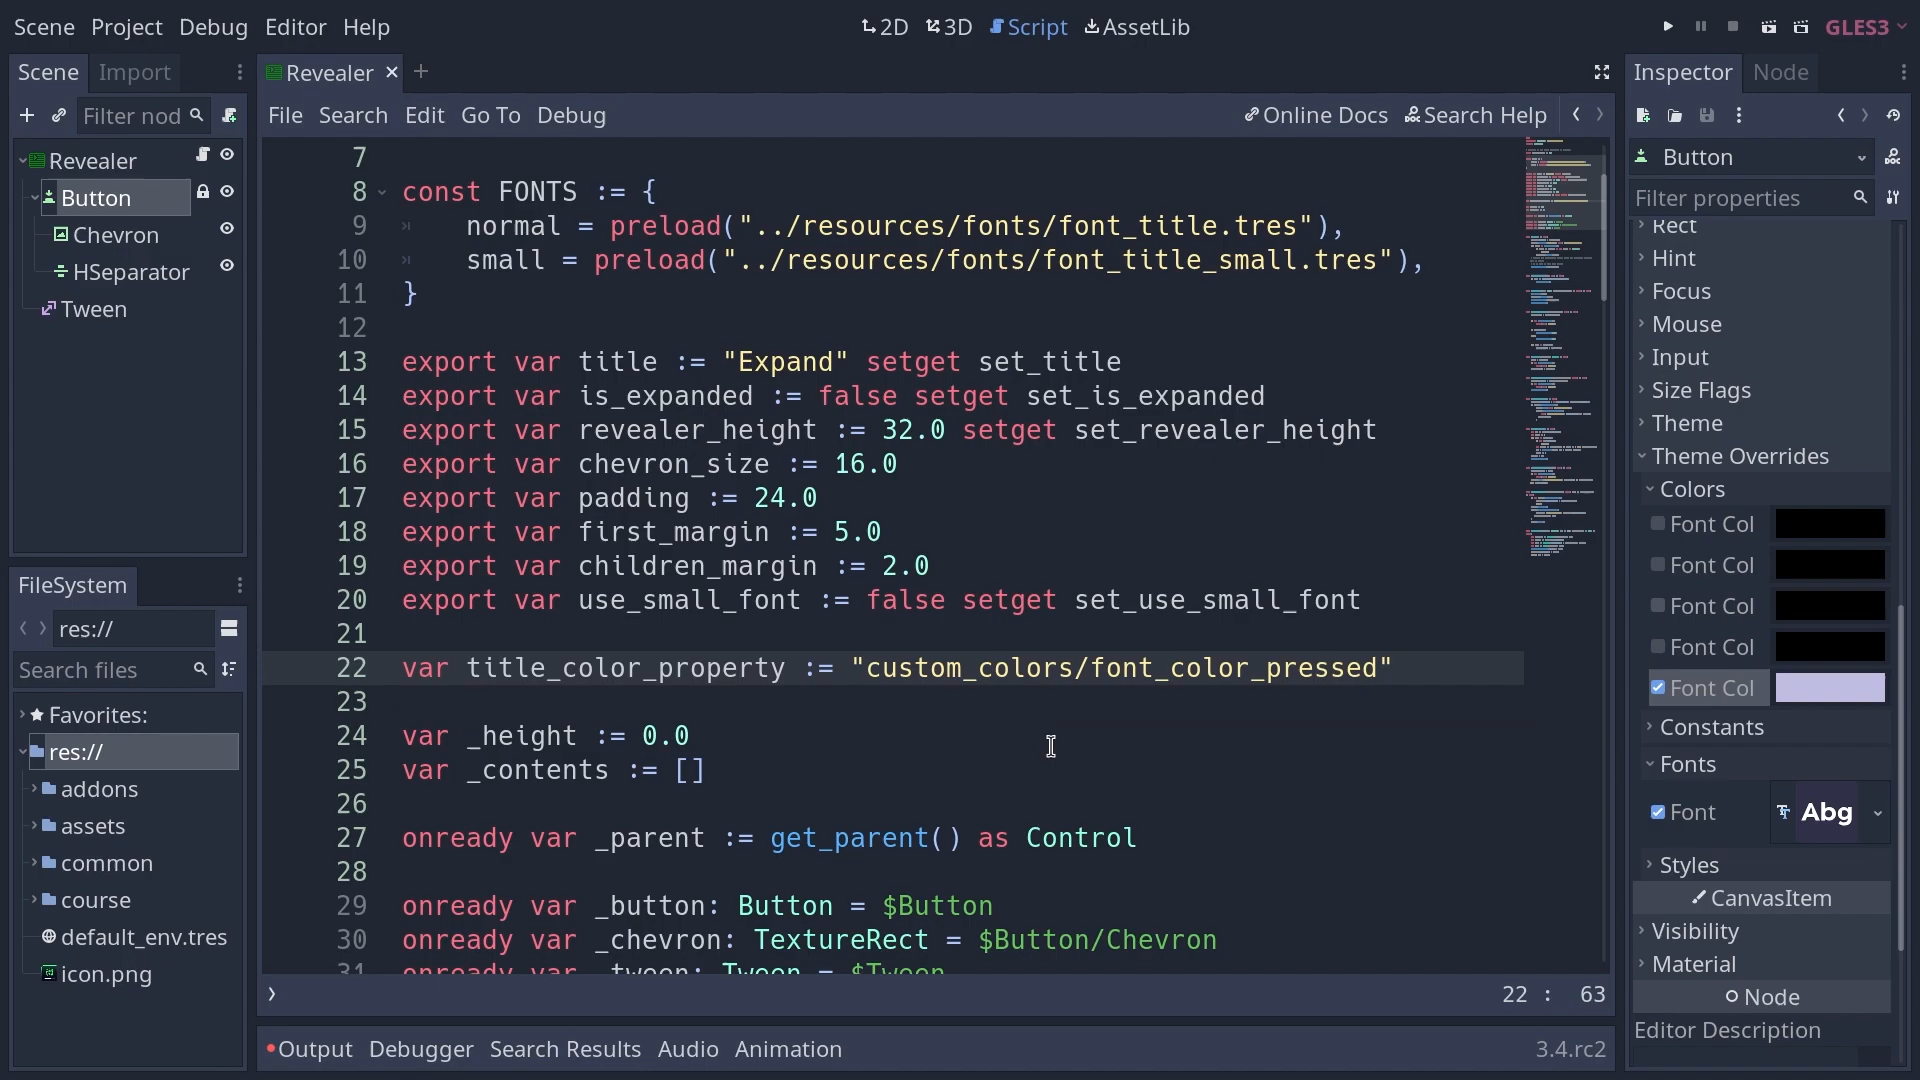 Scene Project Debug Editor Help
2D 3D Script AssetLib
GLES3
Scene Import
Filter nod
Revealer
Button
Chevron
HSeparator
Tween
FileSystem
res://
Search files
Favorites:
res://
addons
assets
common
course
default_env.tres
icon.png
Revealer
File Search Edit Go To Debug
Online Docs Search Help
7
8 const FONTS := {
9 normal = preload("../resources/fonts/font_title.tres"),
10 small = preload("../resources/fonts/font_title_small.tres"),
11 }
12
13 export var title := "Expand" setget set_title
14 export var is_expanded := false setget set_is_expanded
15 export var revealer_height := 32.0 setget set_revealer_height
16 export var chevron_size := 16.0
17 export var padding := 24.0
18 export var first_margin := 5.0
19 export var children_margin := 2.0
20 export var use_small_font := false setget set_use_small_font
21
22 var title_color_property := "custom_colors/font_color_pressed"
23
24 var _height := 0.0
25 var _contents := []
26
27 onready var _parent := get_parent() as Control
28
29 onready var _button: Button = $Button
30 onready var _chevron: TextureRect = $Button/Chevron
31 onready var _tween: Tween = $Tween
22 : 63
Output Debugger Search Results Audio Animation
3.4.rc2
Inspector Node
Button
Filter properties
Rect
Hint
Focus
Mouse
Input
Size Flags
Theme
Theme Overrides
Colors
Font Col
Font Col
Font Col
Font Col
Font Col
Constants
Fonts
Font Abg
Styles
CanvasItem
Visibility
Material
Node
Editor Description